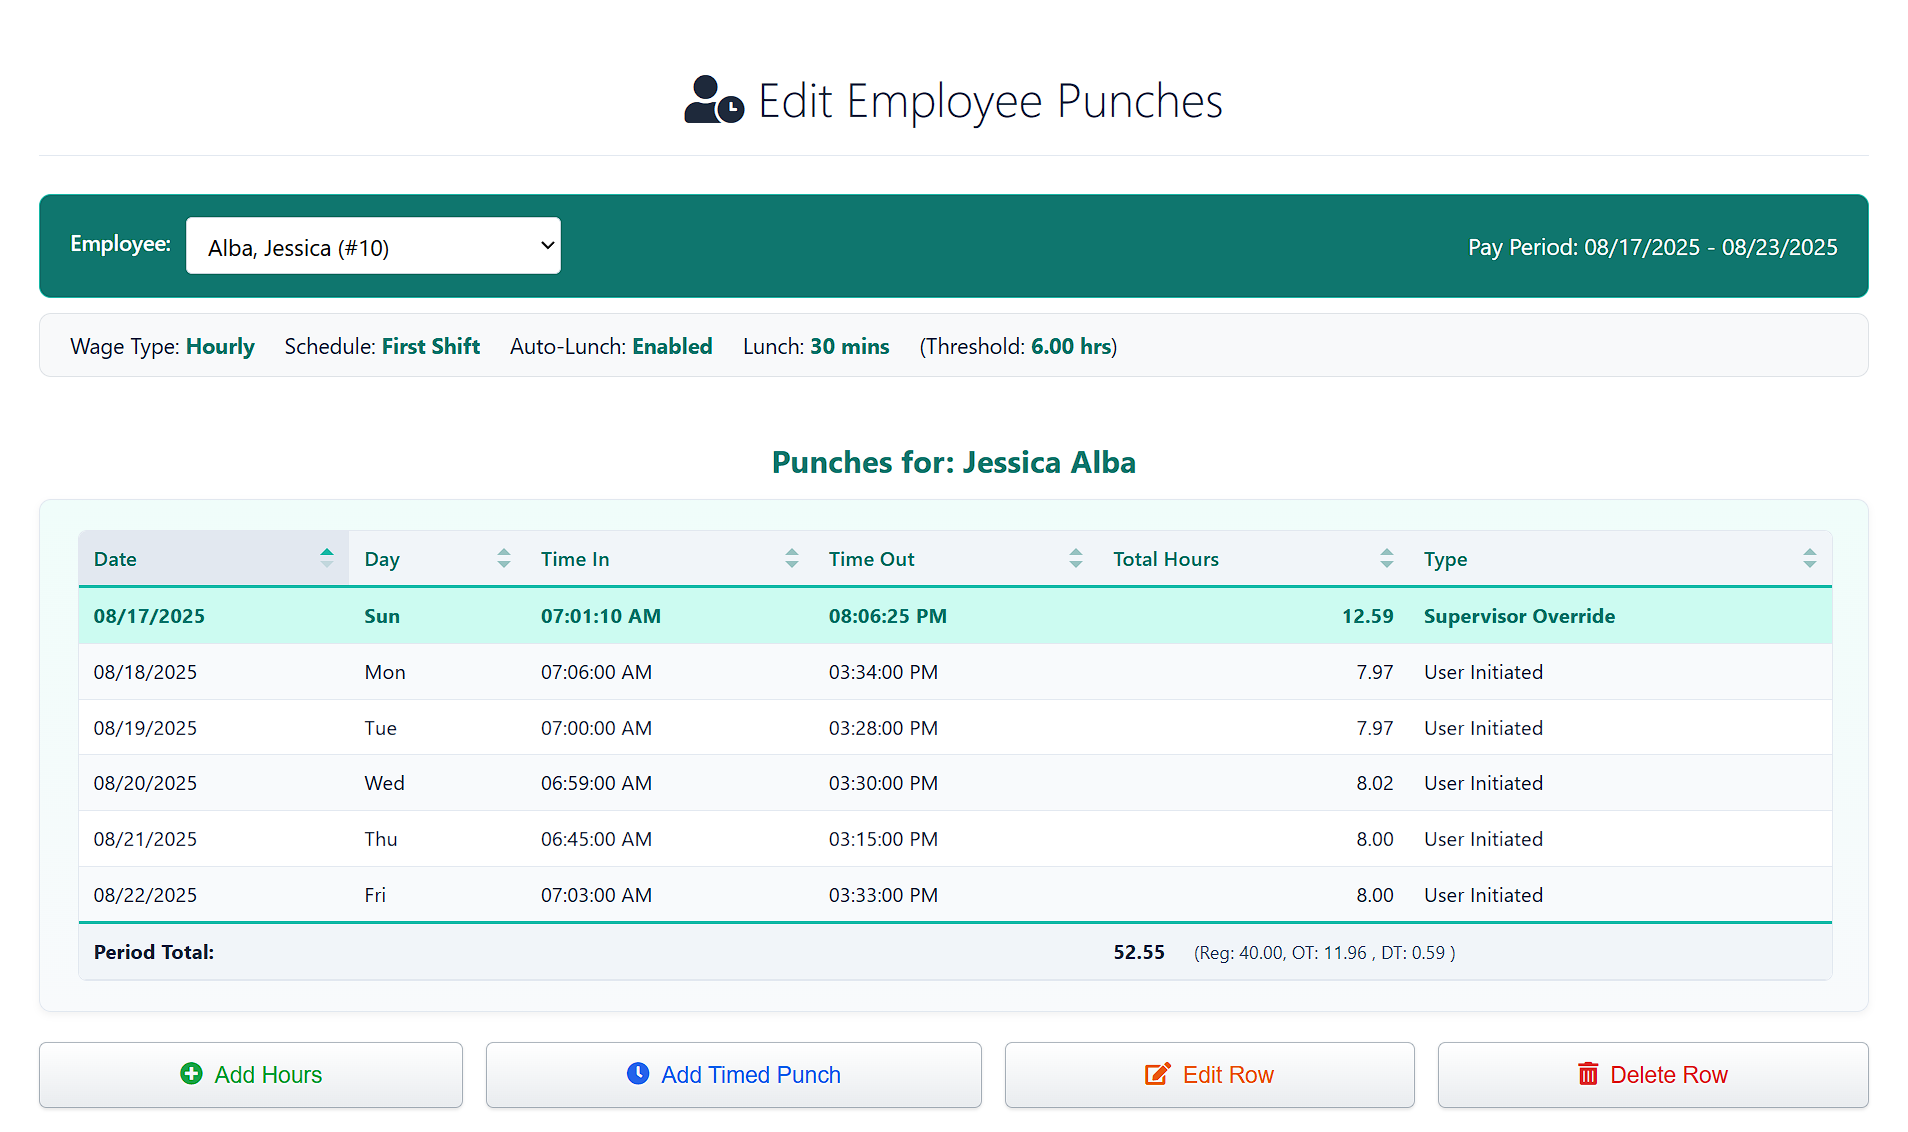 Edit Employee Punches
Employee: Alba, Jessica (#10) Pay Period: 08/17/2025 - 08/23/2025
Wage Type: Hourly Schedule: First Shift Auto-Lunch: Enabled Lunch: 30 mins (Threshold: 6.00 hrs)
Punches for: Jessica Alba
Date Day Time In Time Out Total Hours Type
08/17/2025 Sun 07:01:10 AM 08:06:25 PM 12.59 Supervisor Override
08/18/2025 Mon 07:06:00 AM 03:34:00 PM 7.97 User Initiated
08/19/2025 Tue 07:00:00 AM 03:28:00 PM 7.97 User Initiated
08/20/2025 Wed 06:59:00 AM 03:30:00 PM 8.02 User Initiated
08/21/2025 Thu 06:45:00 AM 03:15:00 PM 8.00 User Initiated
08/22/2025 Fri 07:03:00 AM 03:33:00 PM 8.00 User Initiated
Period Total: 52.55 (Reg: 40.00, OT: 11.96 , DT: 0.59 )
Add Hours Add Timed Punch Edit Row Delete Row